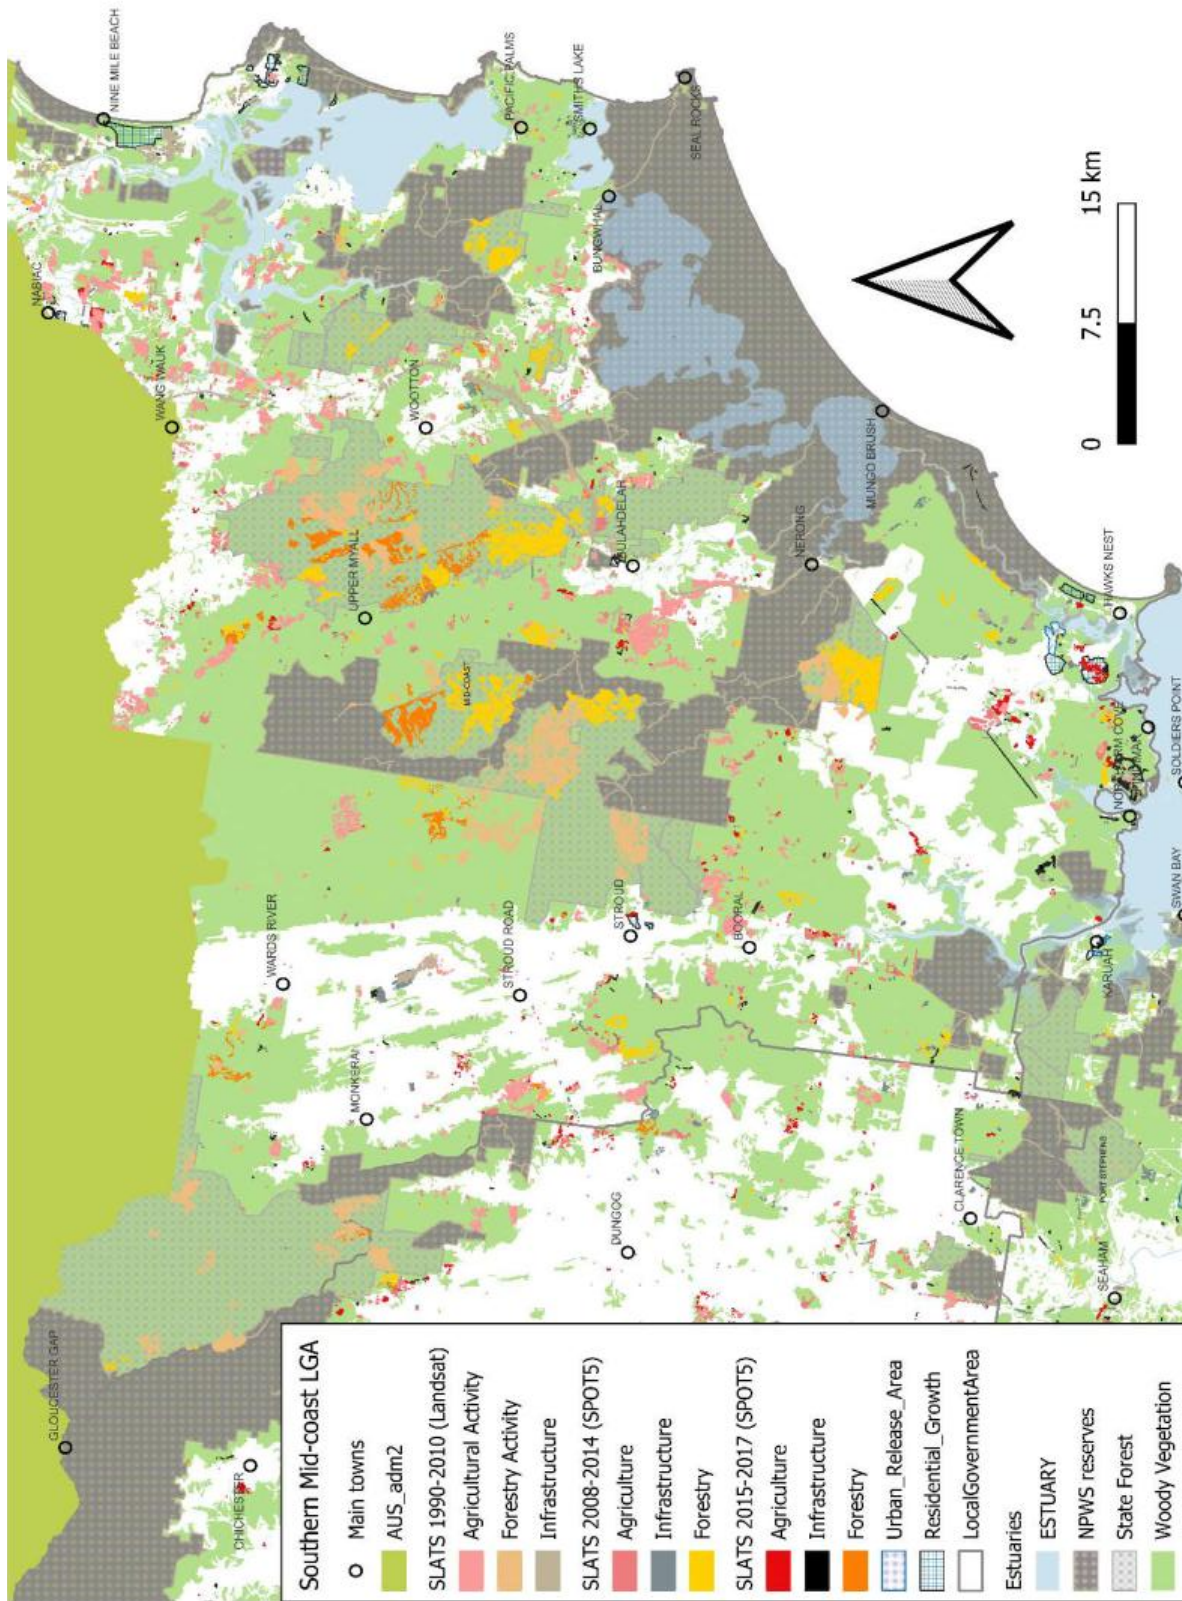 NINE MILE BEACH
NABIAC
PACIFIC PALMS
SMITHS LAKE
SEAL ROCKS
BUNGWHAL
WANG WAUK
WOOTTON
UPPER MYALL
BULAHDELAH
MUNGO BRUSH
NERONG
HAWKS NEST
MID-COAST
WARDS RIVER
STROUD ROAD
STROUD
BOORAL
SOLDIERS POINT
SWAN BAY
KARUAH
MONKERAI
DUNGOG
CLARENCE TOWN
PORT STEPHENS
SEAHAM
GLOUCESTER GAP
CHICHESTER
0 7.5 15 km
Southern Mid-coast LGA
Main towns
AUS_adm2
SLATS 1990-2010 (Landsat)
Agricultural Activity
Forestry Activity
Infrastructure
SLATS 2008-2014 (SPOT5)
Agriculture
Infrastructure
Forestry
SLATS 2015-2017 (SPOT5)
Agriculture
Infrastructure
Forestry
Urban_Release_Area
Residential_Growth
LocalGovernmentArea
Estuaries
ESTUARY
NPWS reserves
State Forest
Woody Vegetation